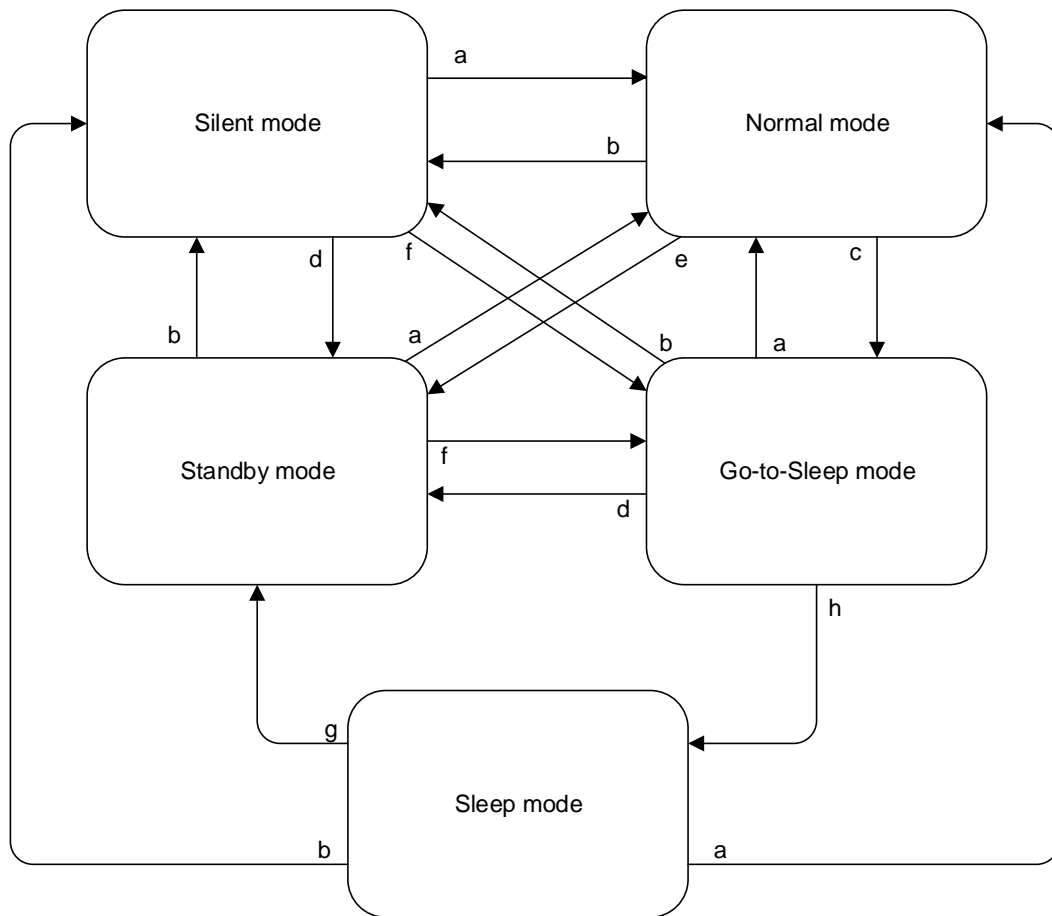 a
Silent mode
Normal mode
b
d
f
e
c
b
a
b
a
f
Standby mode
Go-to-Sleep mode
d
h
g
Sleep mode
b
a